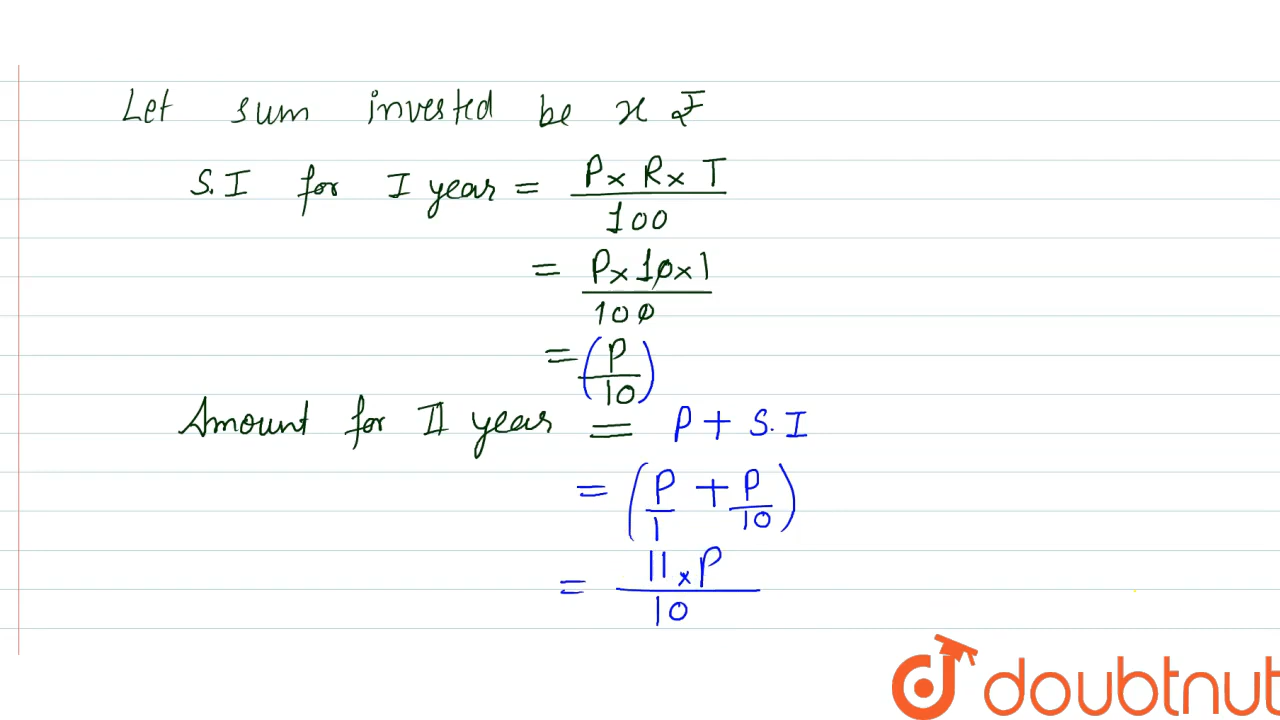 Let sum invested be x ₹
S.I for I year = P x R x T
100
= P x 10 x 1
100
= (P
10)
Amount for II year = P + S.I
= (P + P)
1 10
= 11 x P
10
doubtnut